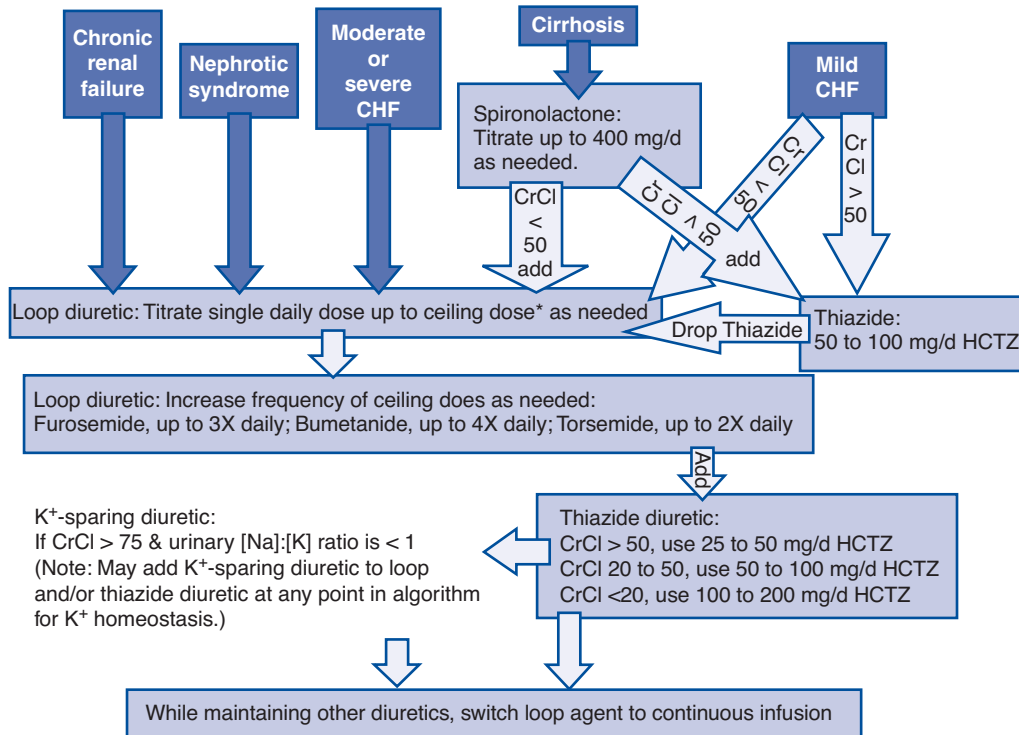 Chronic
renal
failure
Nephrotic
syndrome
Moderate
or
severe
CHF
Cirrhosis
Mild
CHF
Spironolactone:
Titrate up to 400 mg/d
as needed.
CrCl
<
50
add
Cr
Cl >
50
add
Cr
Cl <
50
Cr
Cl >
50
Loop diuretic: Titrate single daily dose up to ceiling dose* as needed
Drop Thiazide
Thiazide:
50 to 100 mg/d HCTZ
Loop diuretic: Increase frequency of ceiling does as needed:
Furosemide, up to 3X daily; Bumetanide, up to 4X daily; Torsemide, up to 2X daily
Add
K⁺-sparing diuretic:
If CrCl > 75 & urinary [Na]:[K] ratio is < 1
(Note: May add K⁺-sparing diuretic to loop
and/or thiazide diuretic at any point in algorithm
for K⁺ homeostasis.)
Thiazide diuretic:
CrCl > 50, use 25 to 50 mg/d HCTZ
CrCl 20 to 50, use 50 to 100 mg/d HCTZ
CrCl <20, use 100 to 200 mg/d HCTZ
While maintaining other diuretics, switch loop agent to continuous infusion